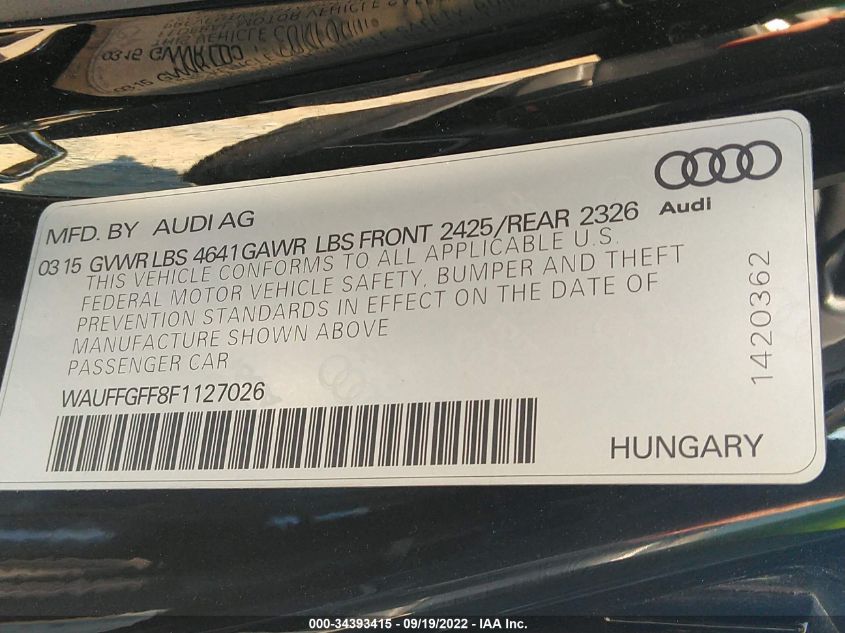 Audi
MFD. BY AUDI AG
03 15 GVWR LBS 4641 GAWR LBS FRONT 2425/REAR 2326
THIS VEHICLE CONFORMS TO ALL APPLICABLE U.S.
FEDERAL MOTOR VEHICLE SAFETY, BUMPER AND THEFT
PREVENTION STANDARDS IN EFFECT ON THE DATE OF
MANUFACTURE SHOWN ABOVE
PASSENGER CAR
WAUFFGFF8F1127026
HUNGARY
1420362
000-34393415 - 09/19/2022 - IAA Inc.